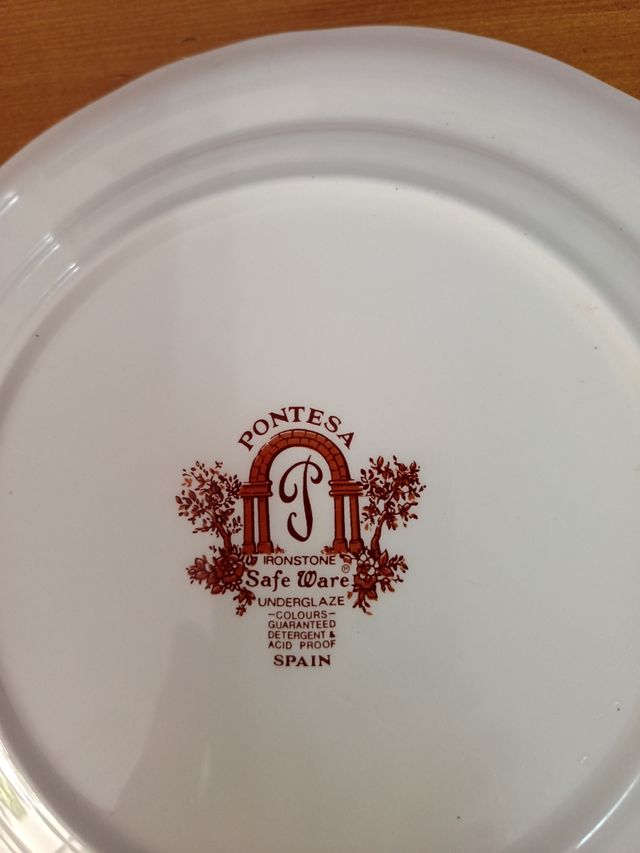 PONTESA
P
IRONSTONE
Safe Ware ®
UNDERGLAZE
-COLOURS-
GUARANTEED
DETERGENT &
ACID PROOF
SPAIN